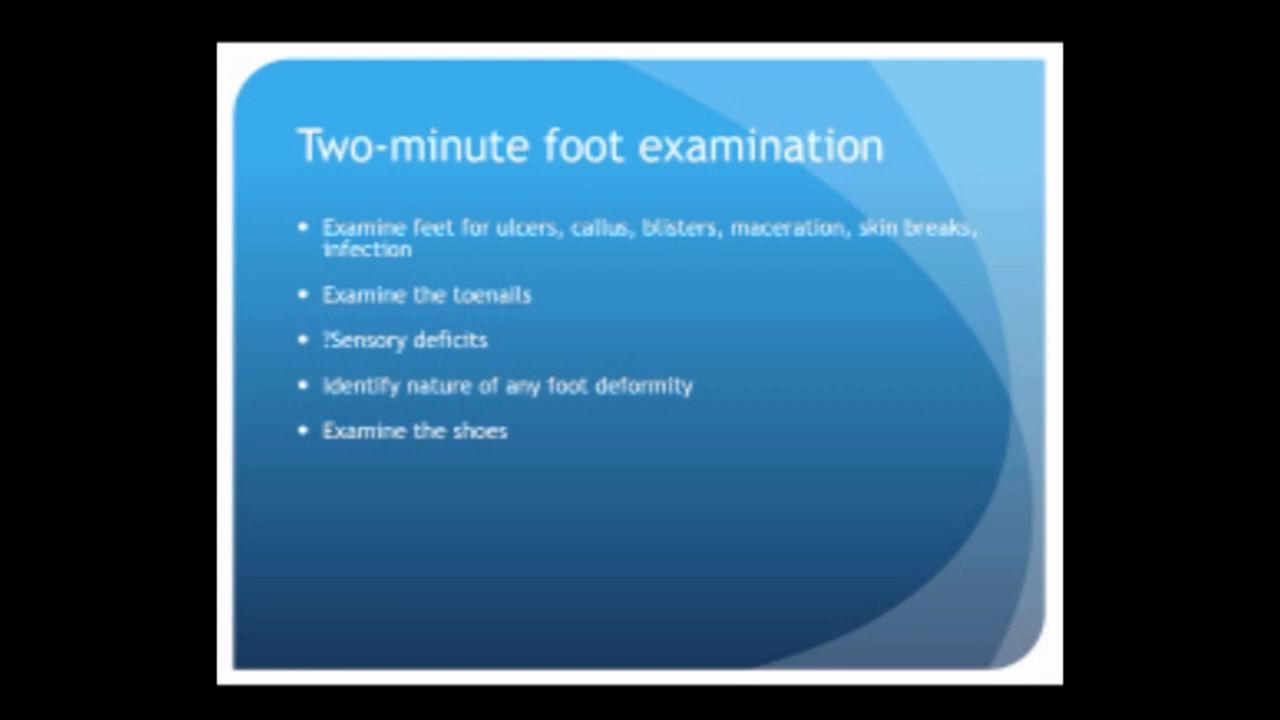 Two-minute foot examination
• Examine feet for ulcers, callus, blisters, maceration, skin breaks,
infection
• Examine the toenails
• ?Sensory deficits
• Identify nature of any foot deformity
• Examine the shoes